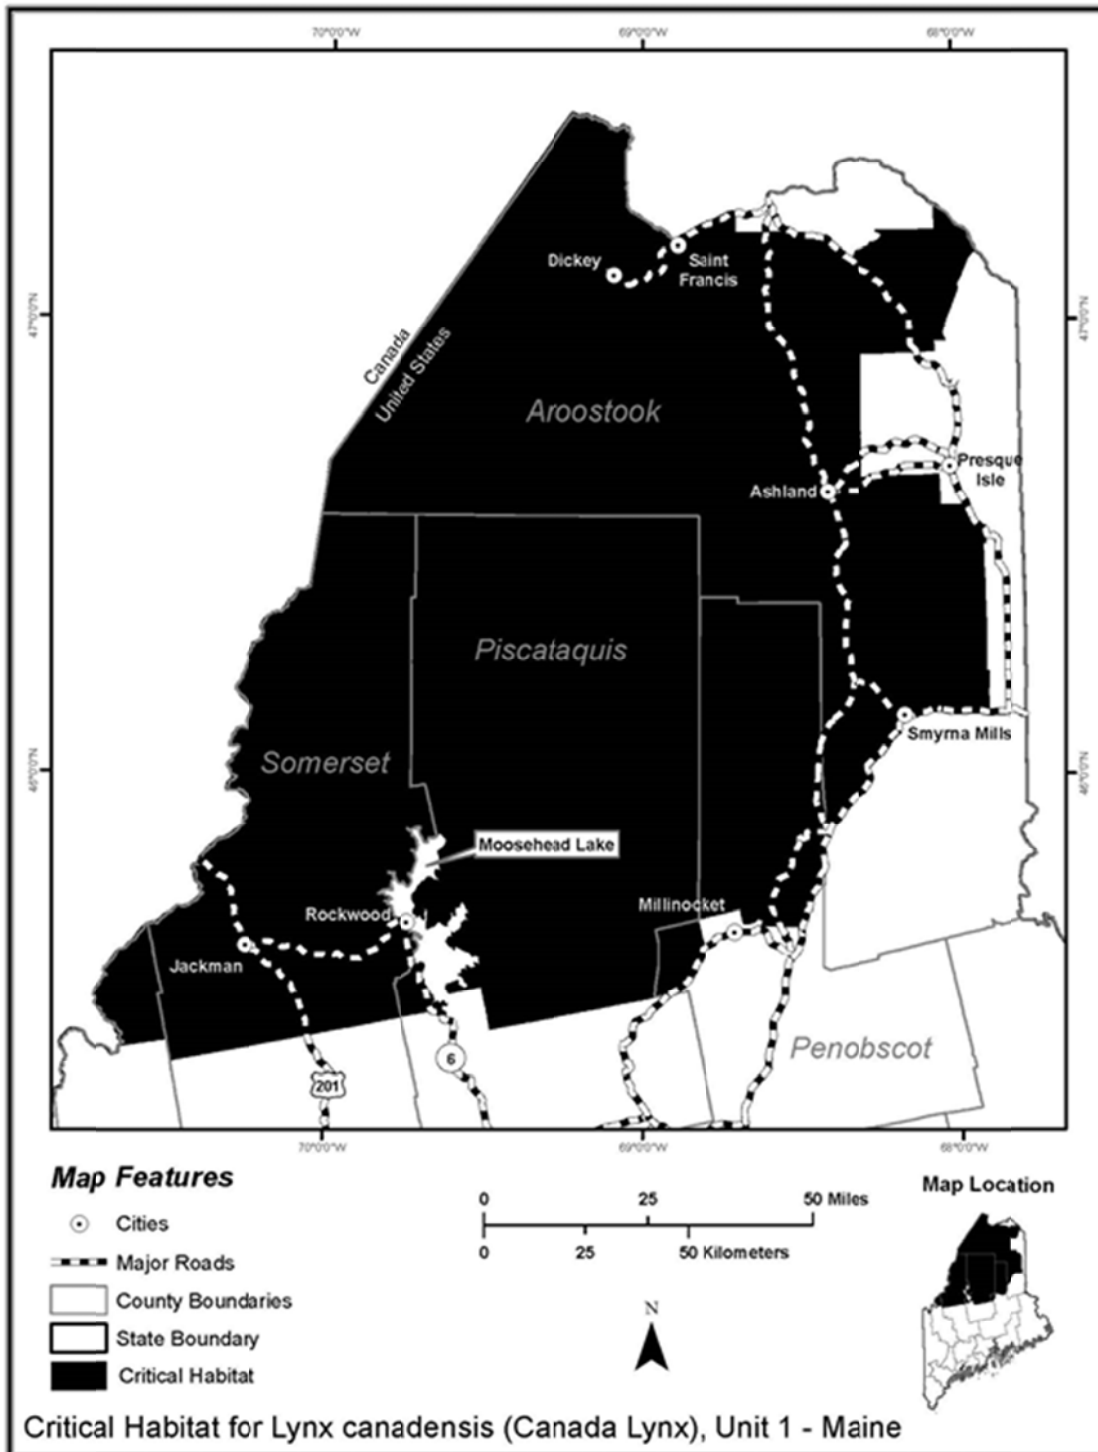 70°0'0"W 69°0'0"W 68°0'0"W
Dickey
Saint
Francis
47°0'0"N
47°0'0"N
Canada
United States
Aroostook
Presque
Isle
Ashland
Piscataquis
Smyrna Mills
Somerset
46°0'0"N
46°0'0"N
Moosehead Lake
Millinocket
Rockwood
Jackman
Penobscot
6
201
70°0'0"W 69°0'0"W 68°0'0"W
Map Features
Cities
Major Roads
County Boundaries
State Boundary
Critical Habitat
0 25 50 Miles
0 25 50 Kilometers
N
Map Location
Critical Habitat for Lynx canadensis (Canada Lynx), Unit 1 - Maine